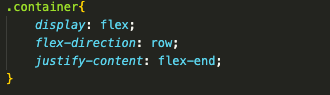 .container{
    display: flex;
    flex-direction: row;
    justify-content: flex-end;
}